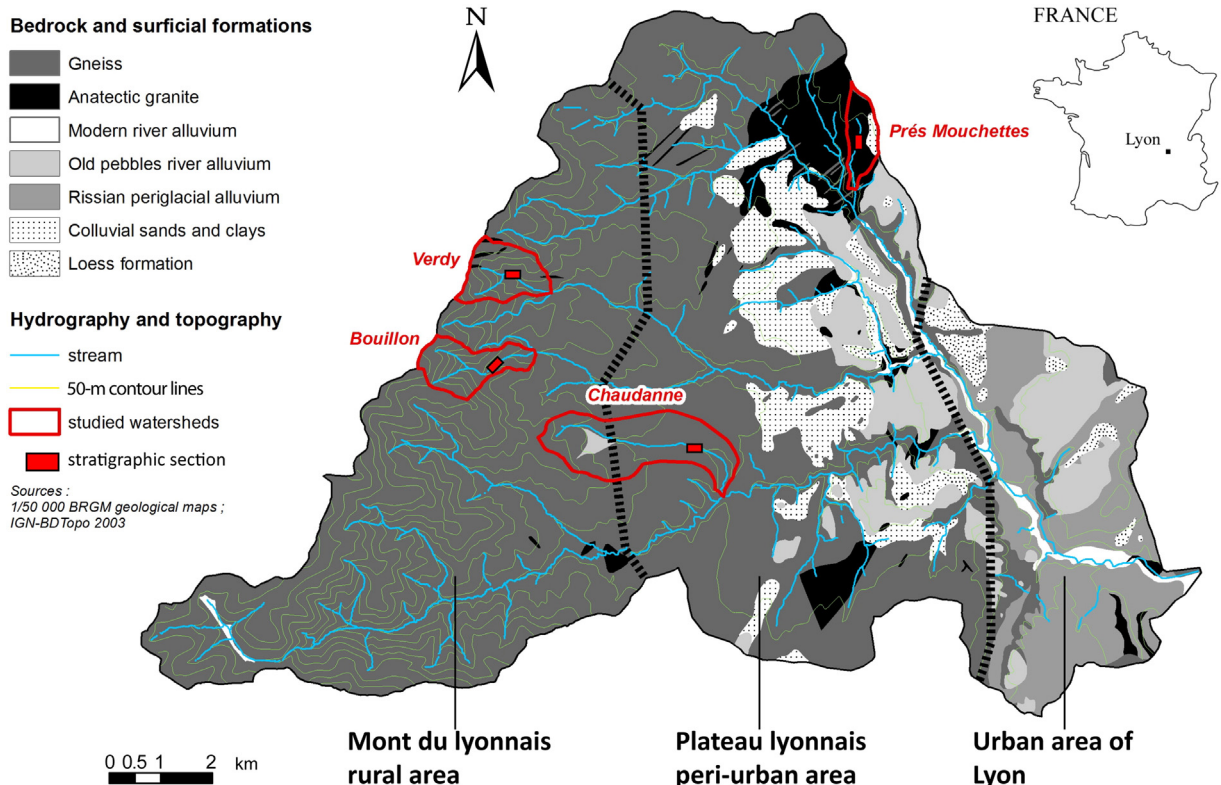 Bedrock and surficial formations
Gneiss
Anatectic granite
Modern river alluvium
Old pebbles river alluvium
Rissian periglacial alluvium
Colluvial sands and clays
Loess formation
Hydrography and topography
stream
50-m contour lines
studied watersheds
stratigraphic section
Sources :
1/50 000 BRGM geological maps ;
IGN-BDTopo 2003
N
FRANCE
Lyon
Prés Mouchettes
Verdy
Bouillon
Chaudanne
0 0.5 1 2 km
Mont du lyonnais
rural area
Plateau lyonnais
peri-urban area
Urban area of
Lyon